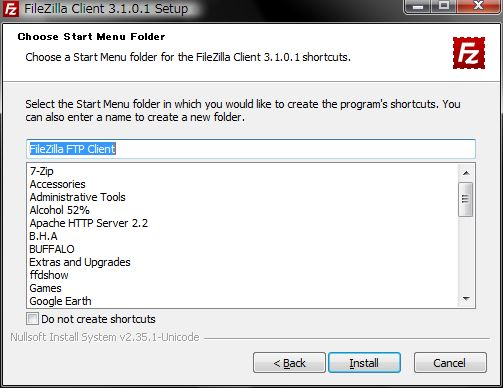 FileZilla Client 3.1.0.1 Setup
Choose Start Menu Folder
Choose a Start Menu folder for the FileZilla Client 3.1.0.1 shortcuts.
Fz
Select the Start Menu folder in which you would like to create the program's shortcuts. You
can also enter a name to create a new folder.
FileZilla FTP Client
7-Zip
Accessories
Administrative Tools
Alcohol 52%
Apache HTTP Server 2.2
B.H.A
BUFFALO
Extras and Upgrades
ffdshow
Games
Google Earth
Do not create shortcuts
Nullsoft Install System v2.35.1-Unicode
< Back
Install
Cancel